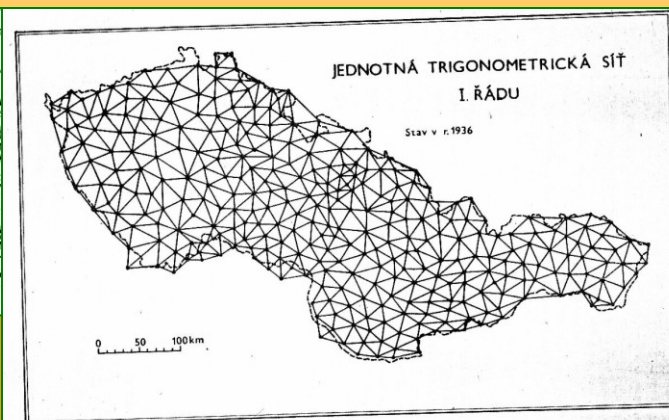 JEDNOTNÁ TRIGONOMETRICKÁ SÍŤ
I. ŘÁDU
Stav v r. 1936
0 50 100km